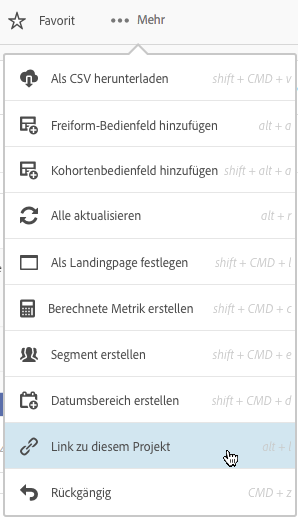 Favorit
••• Mehr
Als CSV herunterladen shift + CMD + v
Freiform-Bedienfeld hinzufügen alt + a
Kohortenbedienfeld hinzufügen shift + alt + a
Alle aktualisieren alt + r
Als Landingpage festlegen shift + CMD + l
Berechnete Metrik erstellen shift + CMD + c
Segment erstellen shift + CMD + e
Datumsbereich erstellen shift + CMD + d
Link zu diesem Projekt alt + l
Rückgängig CMD + z